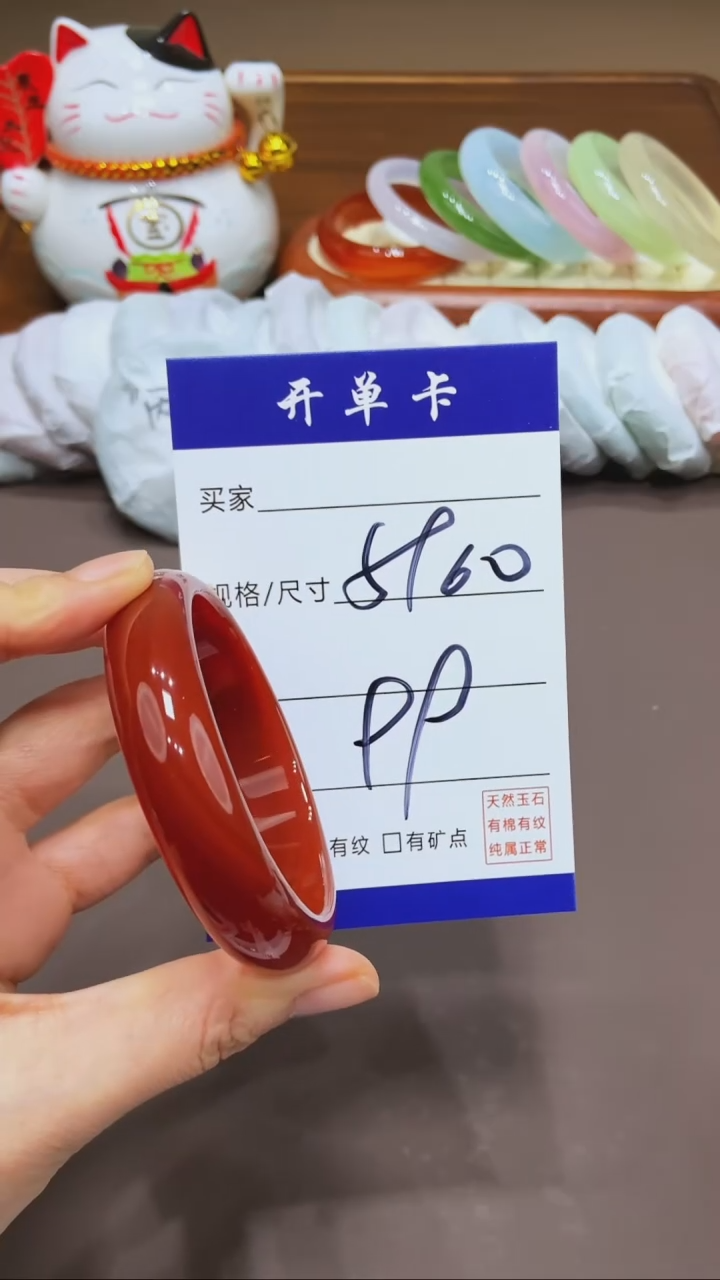 开单卡
买家
规格/尺寸 5160
pp
有纹 □有矿点
天然玉石
有棉有纹
纯属正常